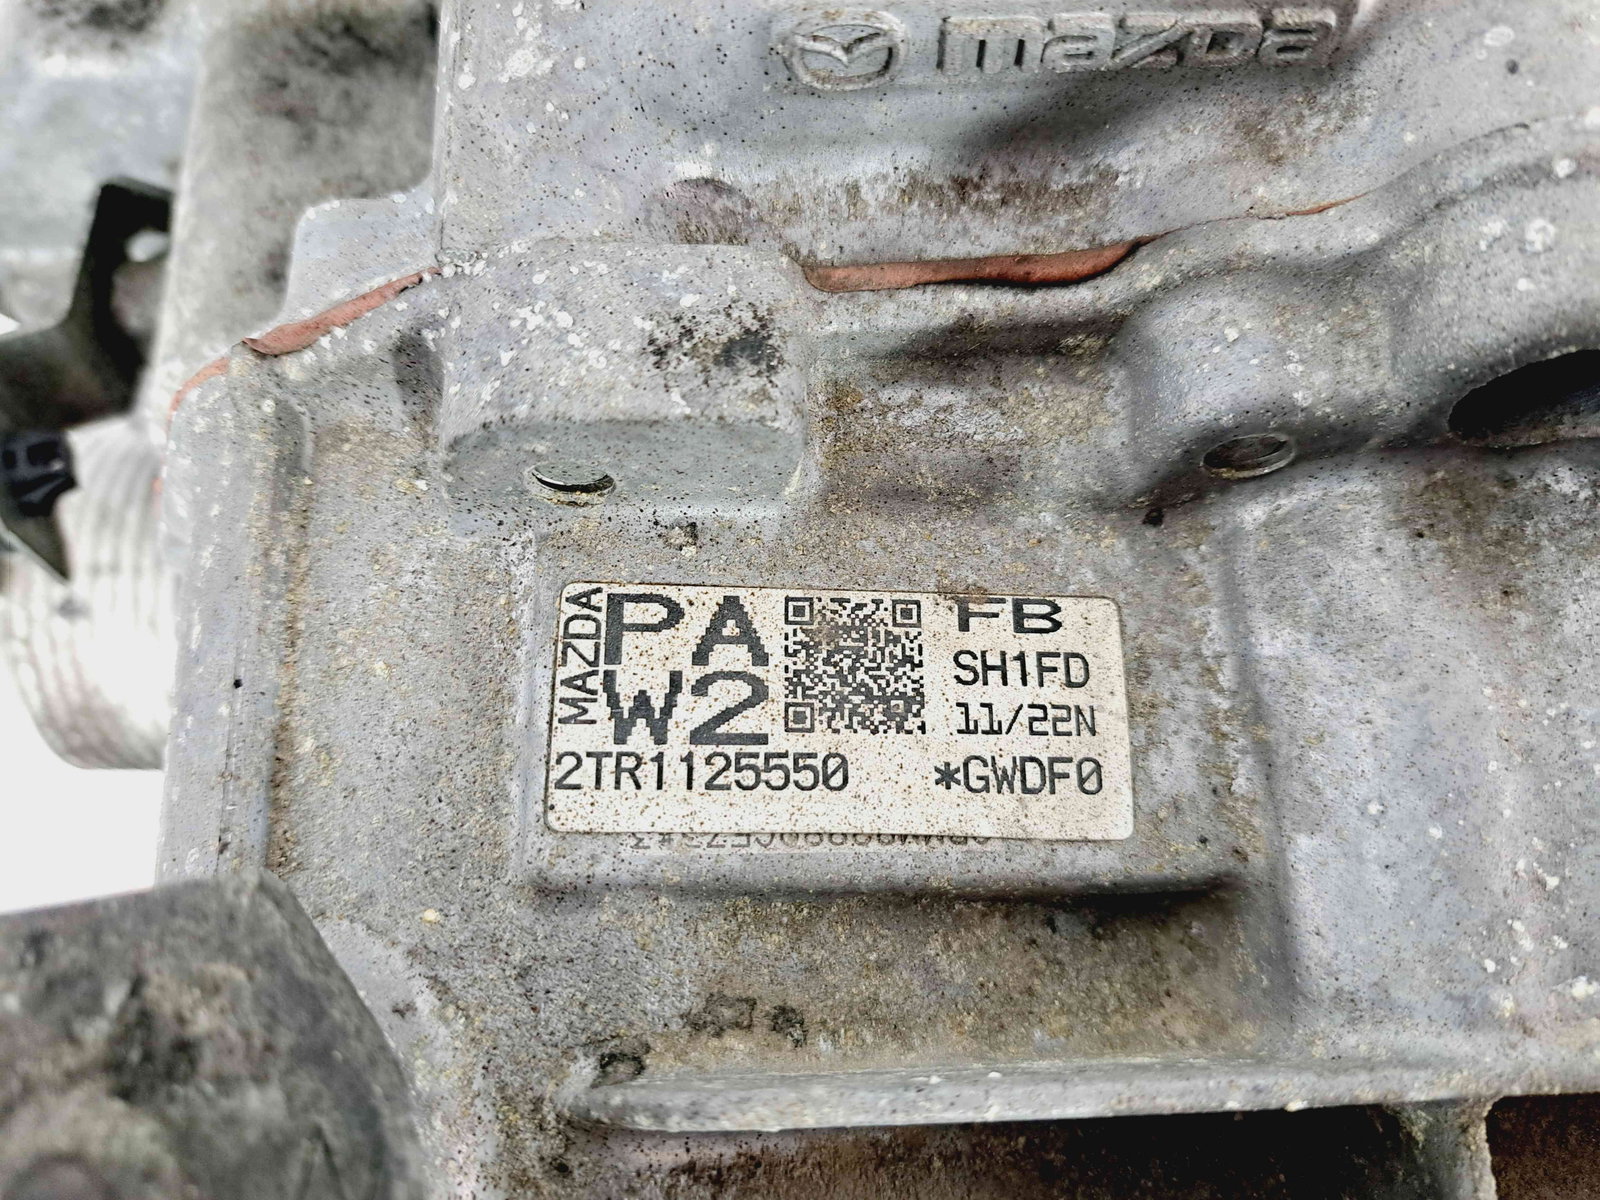 mazda
MAZDA
PA
W2
FB
SH1FD
11/22N
2TR1125550 *GWDF0